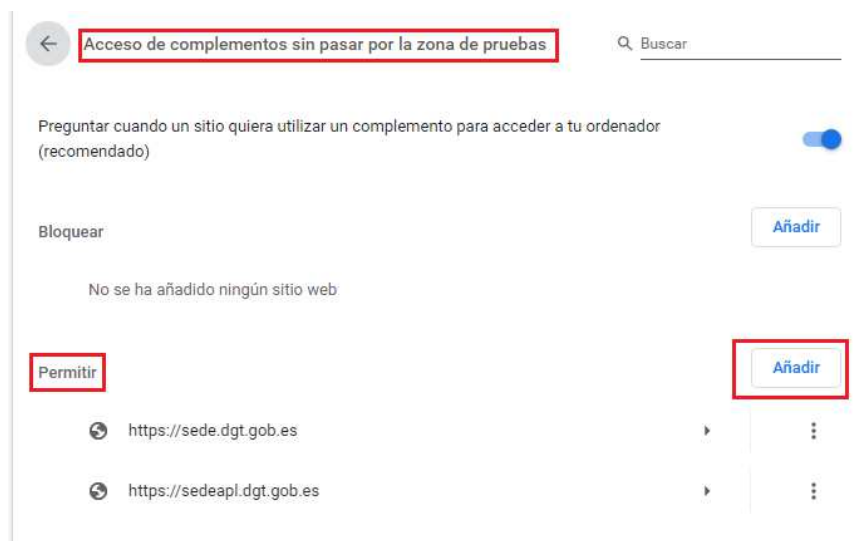 Acceso de complementos sin pasar por la zona de pruebas
Buscar
Preguntar cuando un sitio quiera utilizar un complemento para acceder a tu ordenador
(recomendado)
Bloquear
Añadir
No se ha añadido ningún sitio web
Permitir
Añadir
https://sede.dgt.gob.es
https://sedeapl.dgt.gob.es